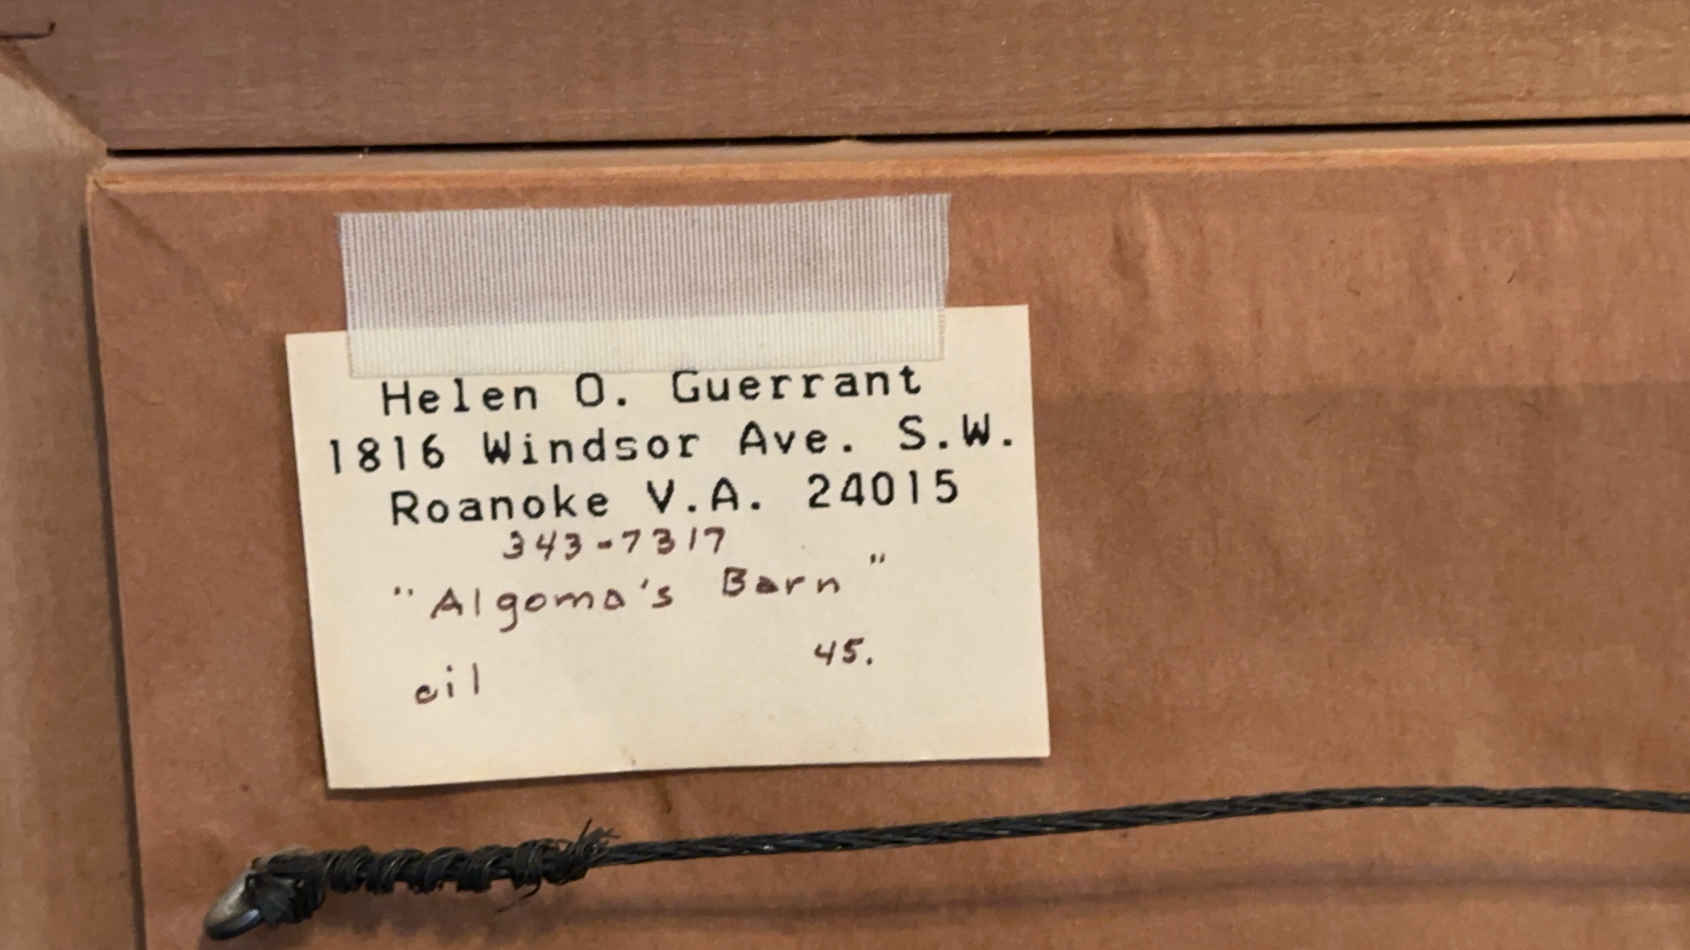 Helen O. Guerrant
1816 Windsor Ave. S.W.
Roanoke V.A. 24015
343-7317
"Algoma's Barn"
oil 45.